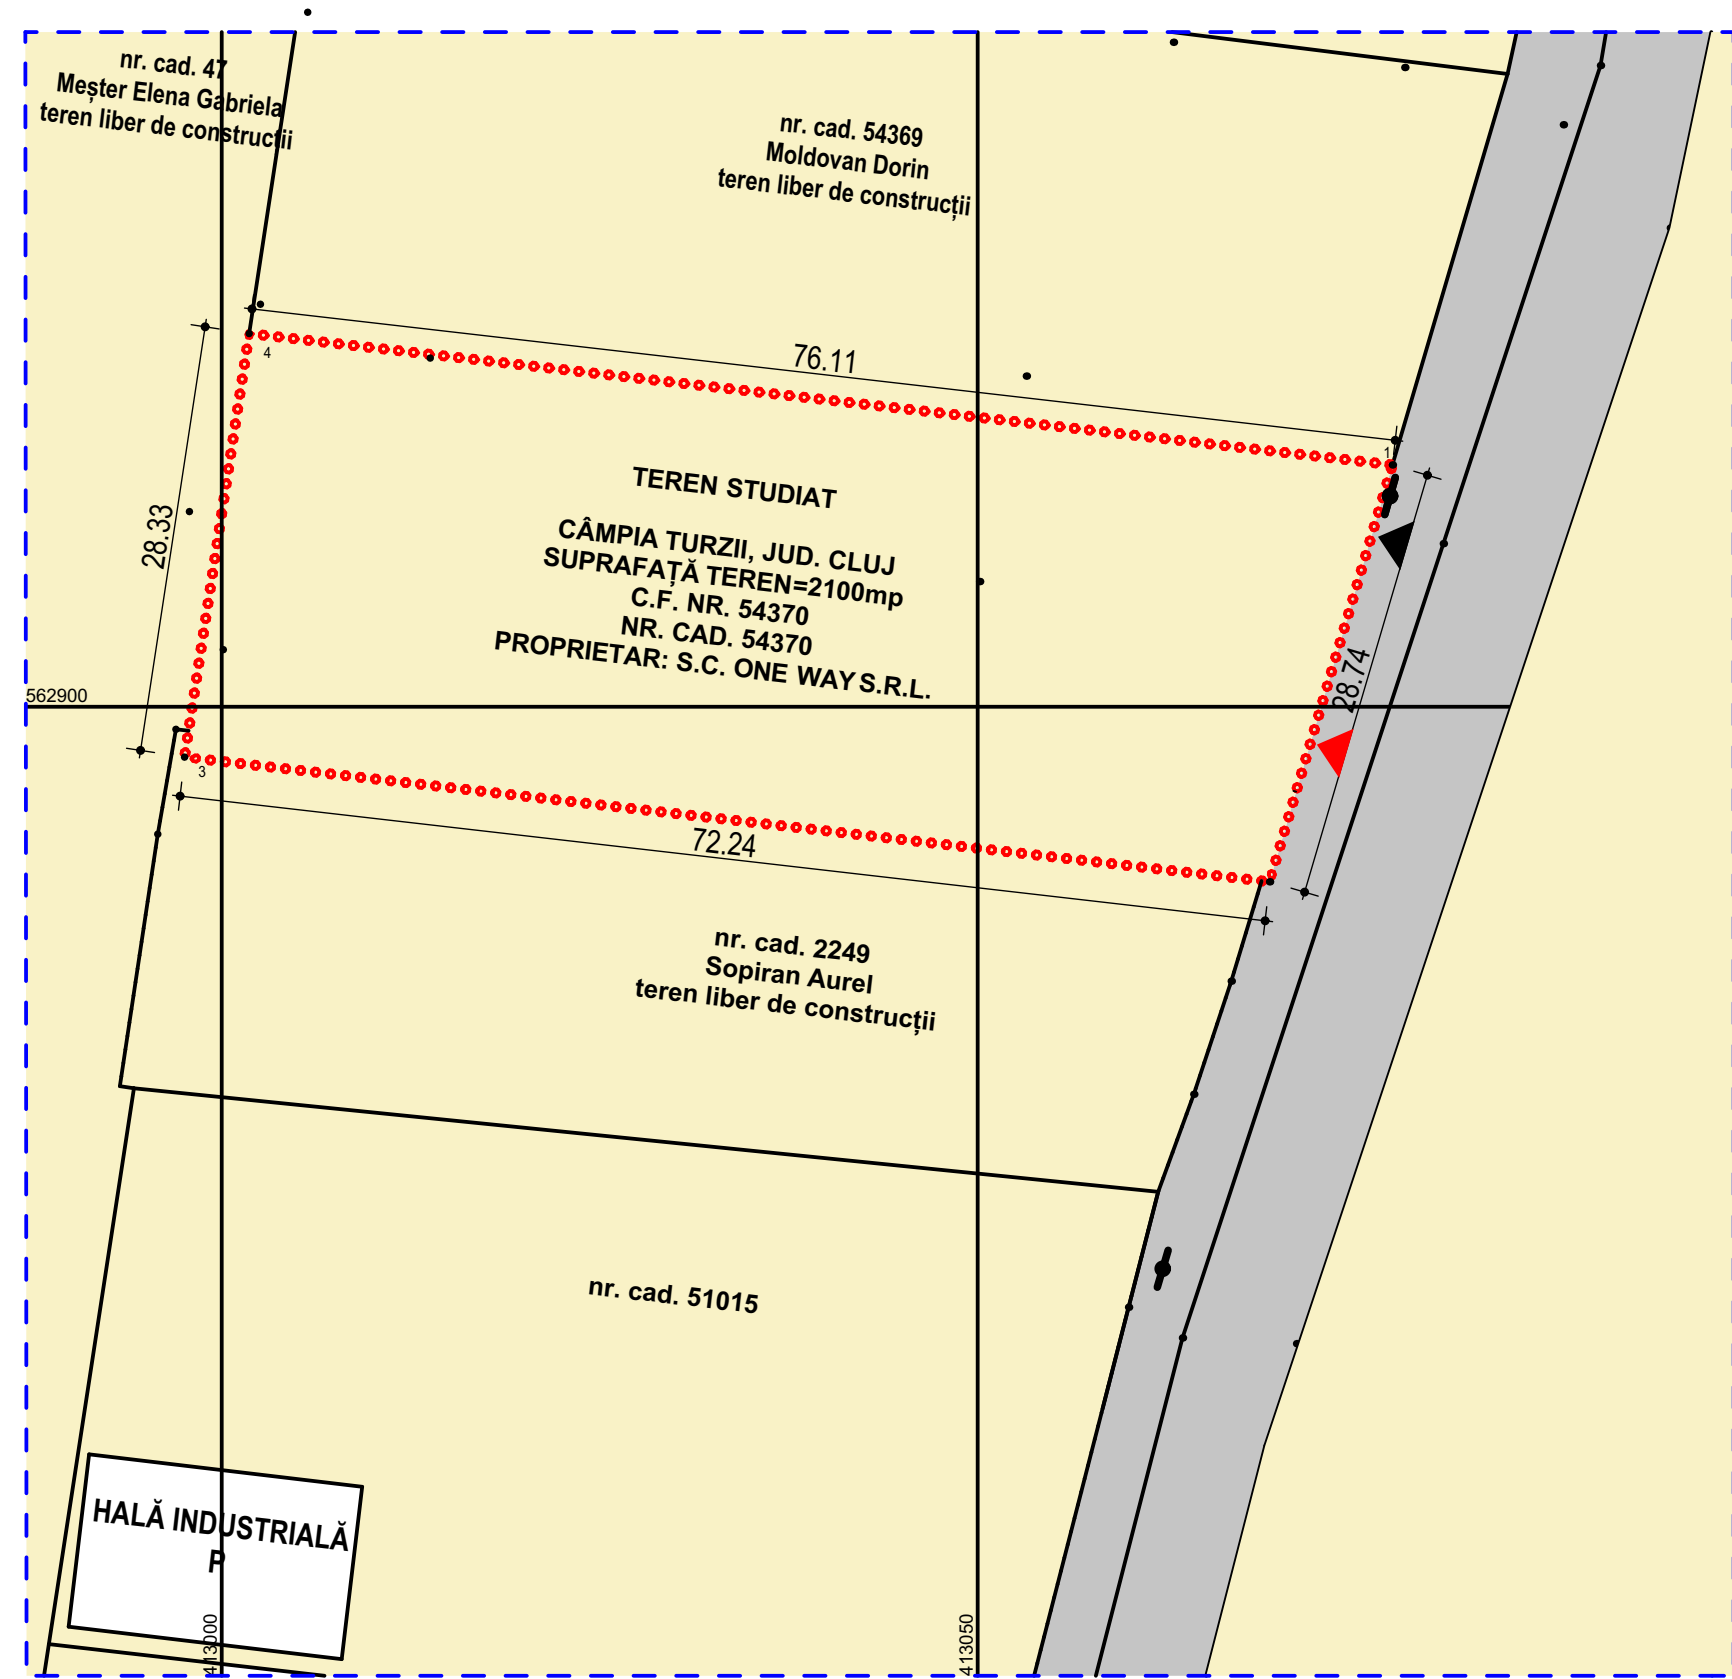 nr. cad. 47
Meșter Elena Gabriela
teren liber de construcții
nr. cad. 54369
Moldovan Dorin
teren liber de construcții
76.11
4
1
28.33
TEREN STUDIAT
CÂMPIA TURZII, JUD. CLUJ
SUPRAFAȚĂ TEREN=2100mp
C.F. NR. 54370
NR. CAD. 54370
PROPRIETAR: S.C. ONE WAY S.R.L.
28.74
562900
3
72.24
nr. cad. 2249
Sopiran Aurel
teren liber de construcții
nr. cad. 51015
HALĂ INDUSTRIALĂ
P
413000
413050